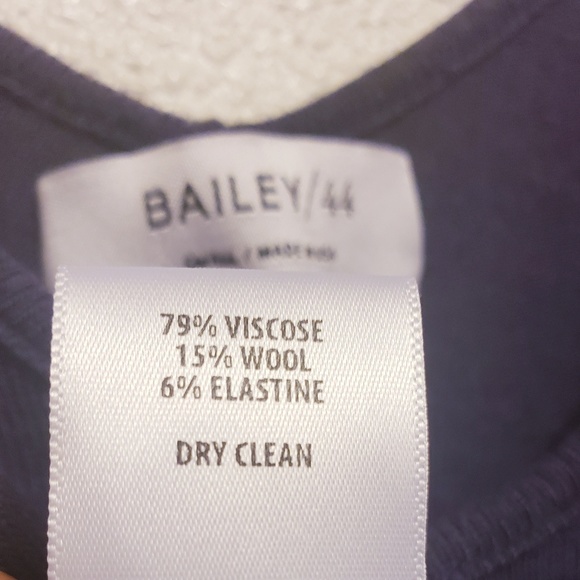 BAILEY/44
79% VISCOSE
15% WOOL
6% ELASTINE
DRY CLEAN